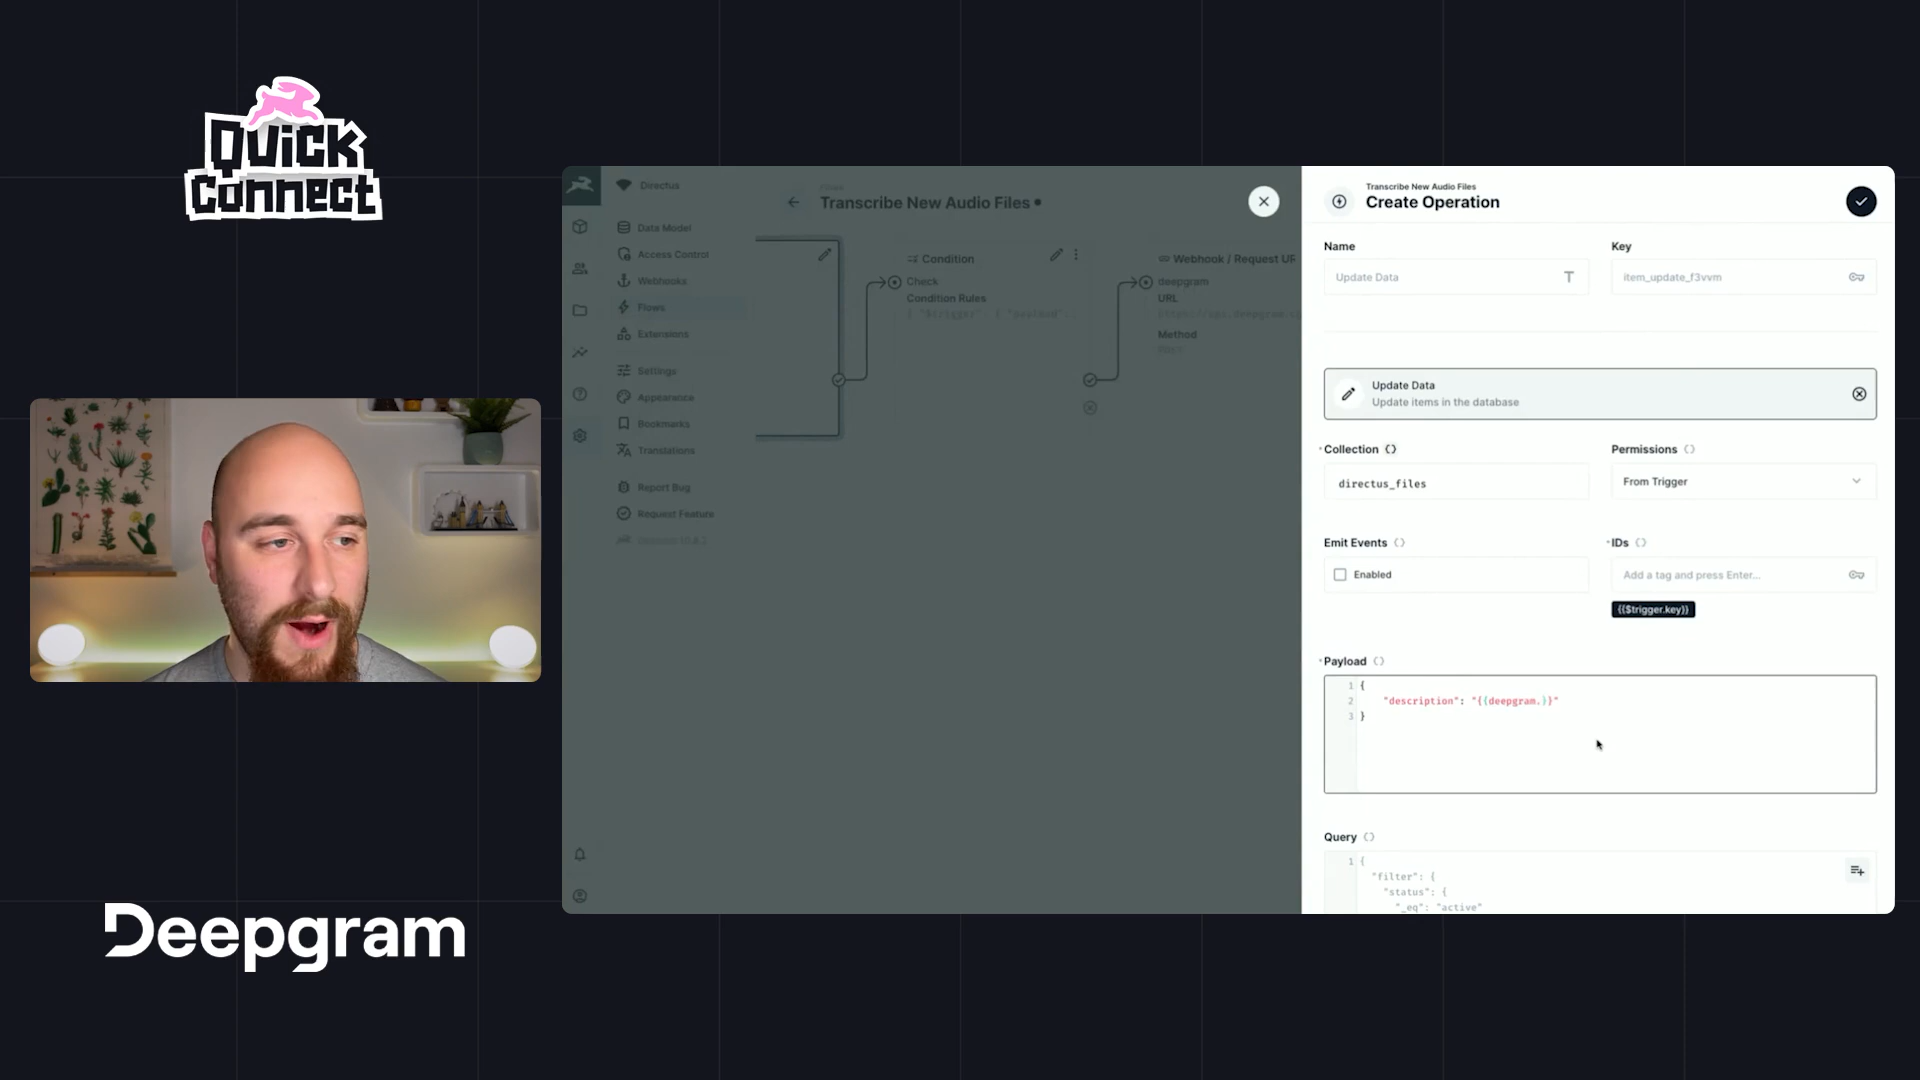 Quick
Connect
Deepgram
Directus
Data Model
Access Control
Webhooks
Flows
Extensions
Settings
Appearance
Bookmarks
Translations
Report Bug
Request Feature
Flows
Transcribe New Audio Files
Condition
Check
Condition Rules
{ "$trigger": { "payload"...
Webhook / Request UR
deepgram
URL
Method
Transcribe New Audio Files
Create Operation
Name
Update Data
Key
item_update_f3vvm
Update Data
Update items in the database
Collection
directus_files
Permissions
From Trigger
Emit Events
Enabled
IDs
Add a tag and press Enter...
{{$trigger.key}}
Payload
1 {
2 "description": "{{deepgram.}}"
3 }
Query
1 {
"filter": {
"status": {
"_eq": "active"